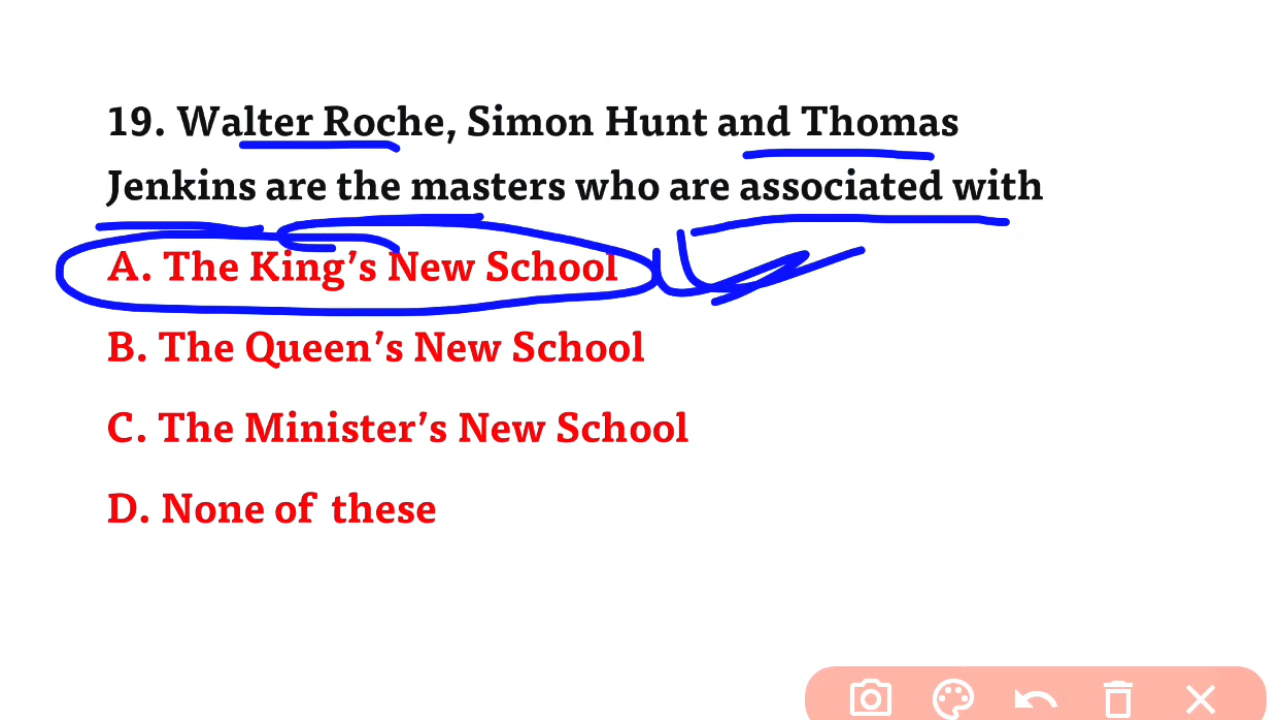 19. Walter Roche, Simon Hunt and Thomas
Jenkins are the masters who are associated with
A. The King’s New School
B. The Queen’s New School
C. The Minister’s New School
D. None of these